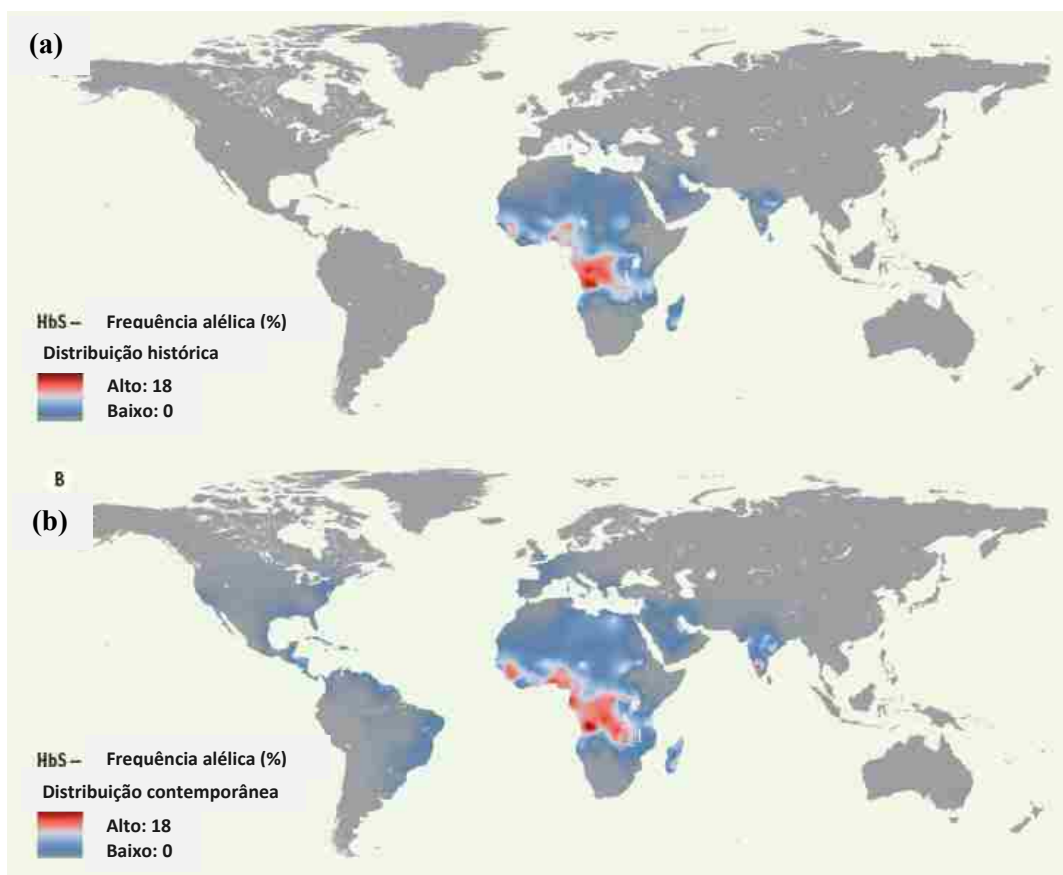 (a)
HbS – Frequência alélica (%)
Distribuição histórica
Alto: 18
Baixo: 0
B
(b)
HbS – Frequência alélica (%)
Distribuição contemporânea
Alto: 18
Baixo: 0